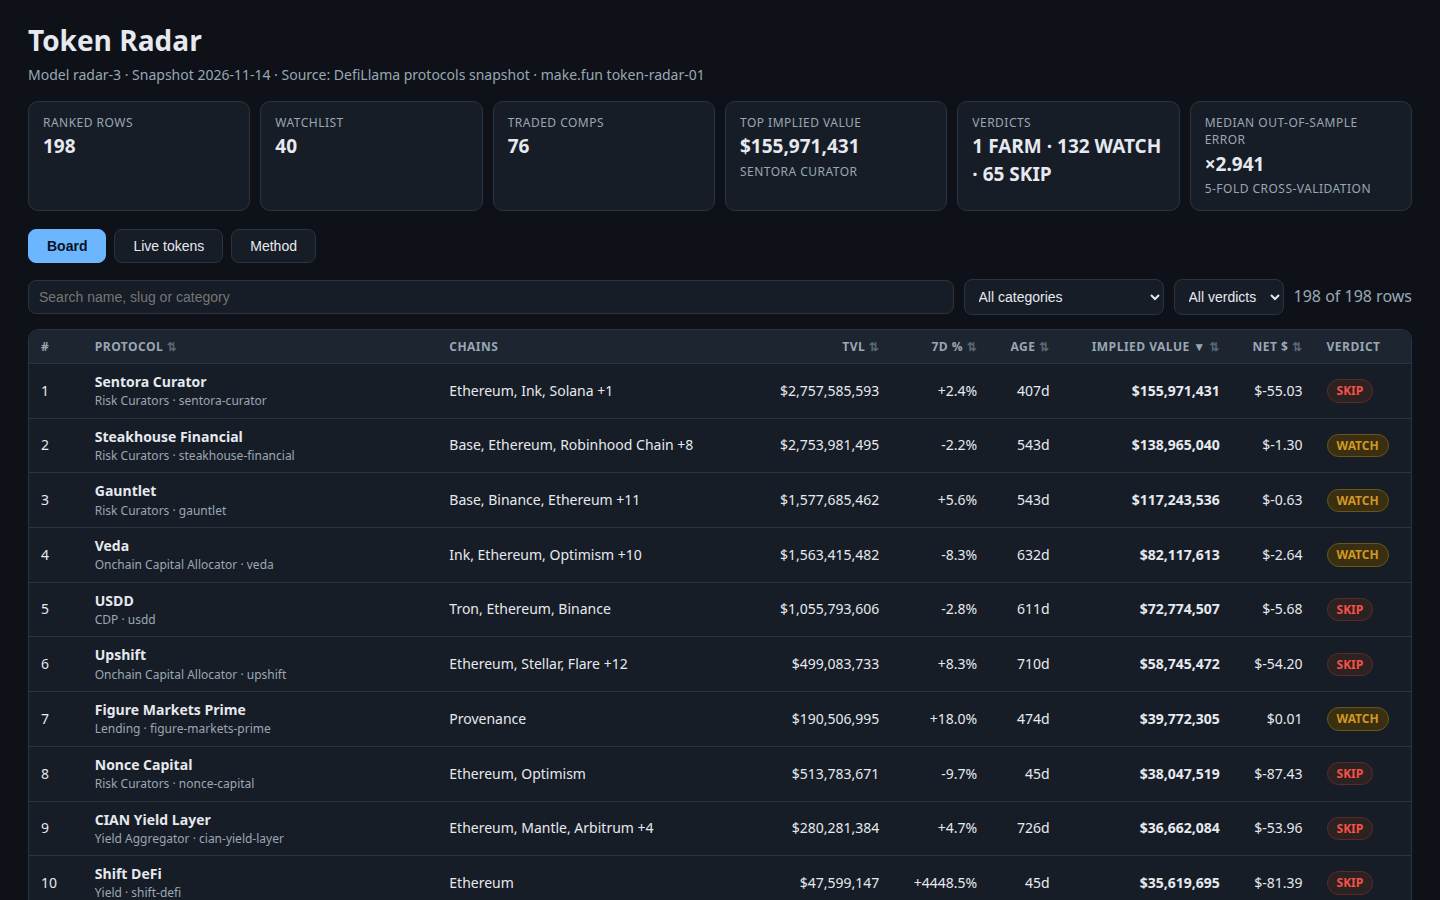 Token Radar
Model radar-3 · Snapshot 2026-11-14 · Source: DefiLlama protocols snapshot · make.fun token-radar-01
RANKED ROWS
198
WATCHLIST
40
TRADED COMPS
76
TOP IMPLIED VALUE
$155,971,431
SENTORA CURATOR
VERDICTS
1 FARM · 132 WATCH
· 65 SKIP
MEDIAN OUT-OF-SAMPLE
ERROR
×2.941
5-FOLD CROSS-VALIDATION
Board Live tokens Method
Search name, slug or category All categories All verdicts 198 of 198 rows
# PROTOCOL ⇅ CHAINS TVL ⇅ 7D % ⇅ AGE ⇅ IMPLIED VALUE ▼ ⇅ NET $ ⇅ VERDICT
1 Sentora Curator Ethereum, Ink, Solana +1 $2,757,585,593 +2.4% 407d $155,971,431 $-55.03 SKIP
Risk Curators · sentora-curator
2 Steakhouse Financial Base, Ethereum, Robinhood Chain +8 $2,753,981,495 -2.2% 543d $138,965,040 $-1.30 WATCH
Risk Curators · steakhouse-financial
3 Gauntlet Base, Binance, Ethereum +11 $1,577,685,462 +5.6% 543d $117,243,536 $-0.63 WATCH
Risk Curators · gauntlet
4 Veda Ink, Ethereum, Optimism +10 $1,563,415,482 -8.3% 632d $82,117,613 $-2.64 WATCH
Onchain Capital Allocator · veda
5 USDD Tron, Ethereum, Binance $1,055,793,606 -2.8% 611d $72,774,507 $-5.68 SKIP
CDP · usdd
6 Upshift Ethereum, Stellar, Flare +12 $499,083,733 +8.3% 710d $58,745,472 $-54.20 SKIP
Onchain Capital Allocator · upshift
7 Figure Markets Prime Provenance $190,506,995 +18.0% 474d $39,772,305 $0.01 WATCH
Lending · figure-markets-prime
8 Nonce Capital Ethereum, Optimism $513,783,671 -9.7% 45d $38,047,519 $-87.43 SKIP
Risk Curators · nonce-capital
9 CIAN Yield Layer Ethereum, Mantle, Arbitrum +4 $280,281,384 +4.7% 726d $36,662,084 $-53.96 SKIP
Yield Aggregator · cian-yield-layer
10 Shift DeFi Ethereum $47,599,147 +4448.5% 45d $35,619,695 $-81.39 SKIP
Yield · shift-defi